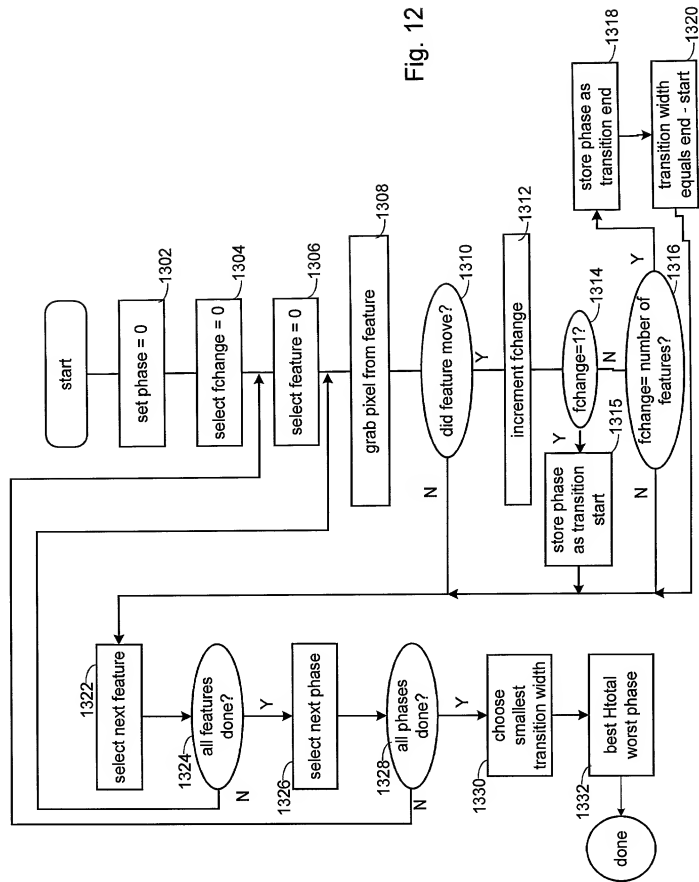 start
set phase = 0
1302
select fchange = 0
1304
select feature = 0
1306
grab pixel from feature
1308
did feature move?
1310
N
Y
increment fchange
1312
fchange=1?
1314
Y
N
store phase
as transition
start
1315
fchange= number of
features?
1316
N
Y
store phase as
transition end
1318
transition width
equals end - start
1320
1322
select next feature
1324
all features
done?
N
Y
1326
select next phase
1328
all phases
done?
N
Y
1330
choose
smallest
transition width
1332
best Htotal
worst phase
done
Fig. 12